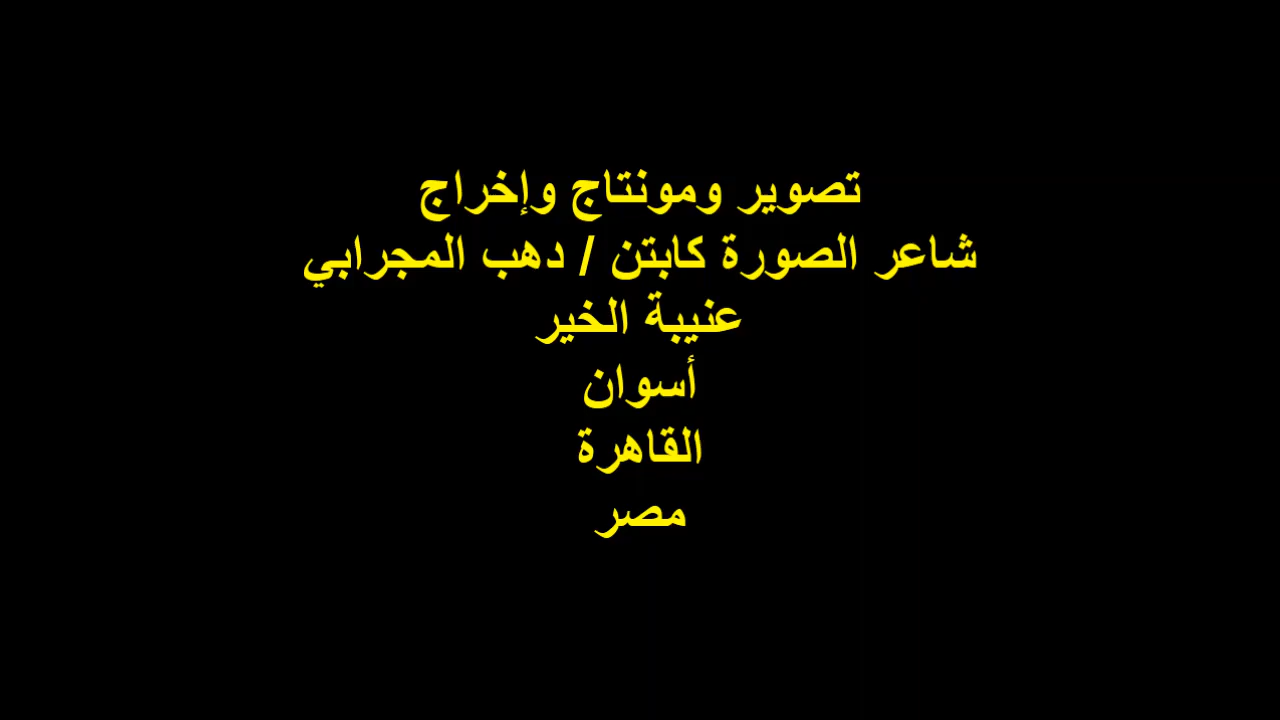 تصوير ومونتاج وإخراج
شاعر الصورة كابتن / دهب المجرابي
عنيبة الخير
أسوان
القاهرة
مصر